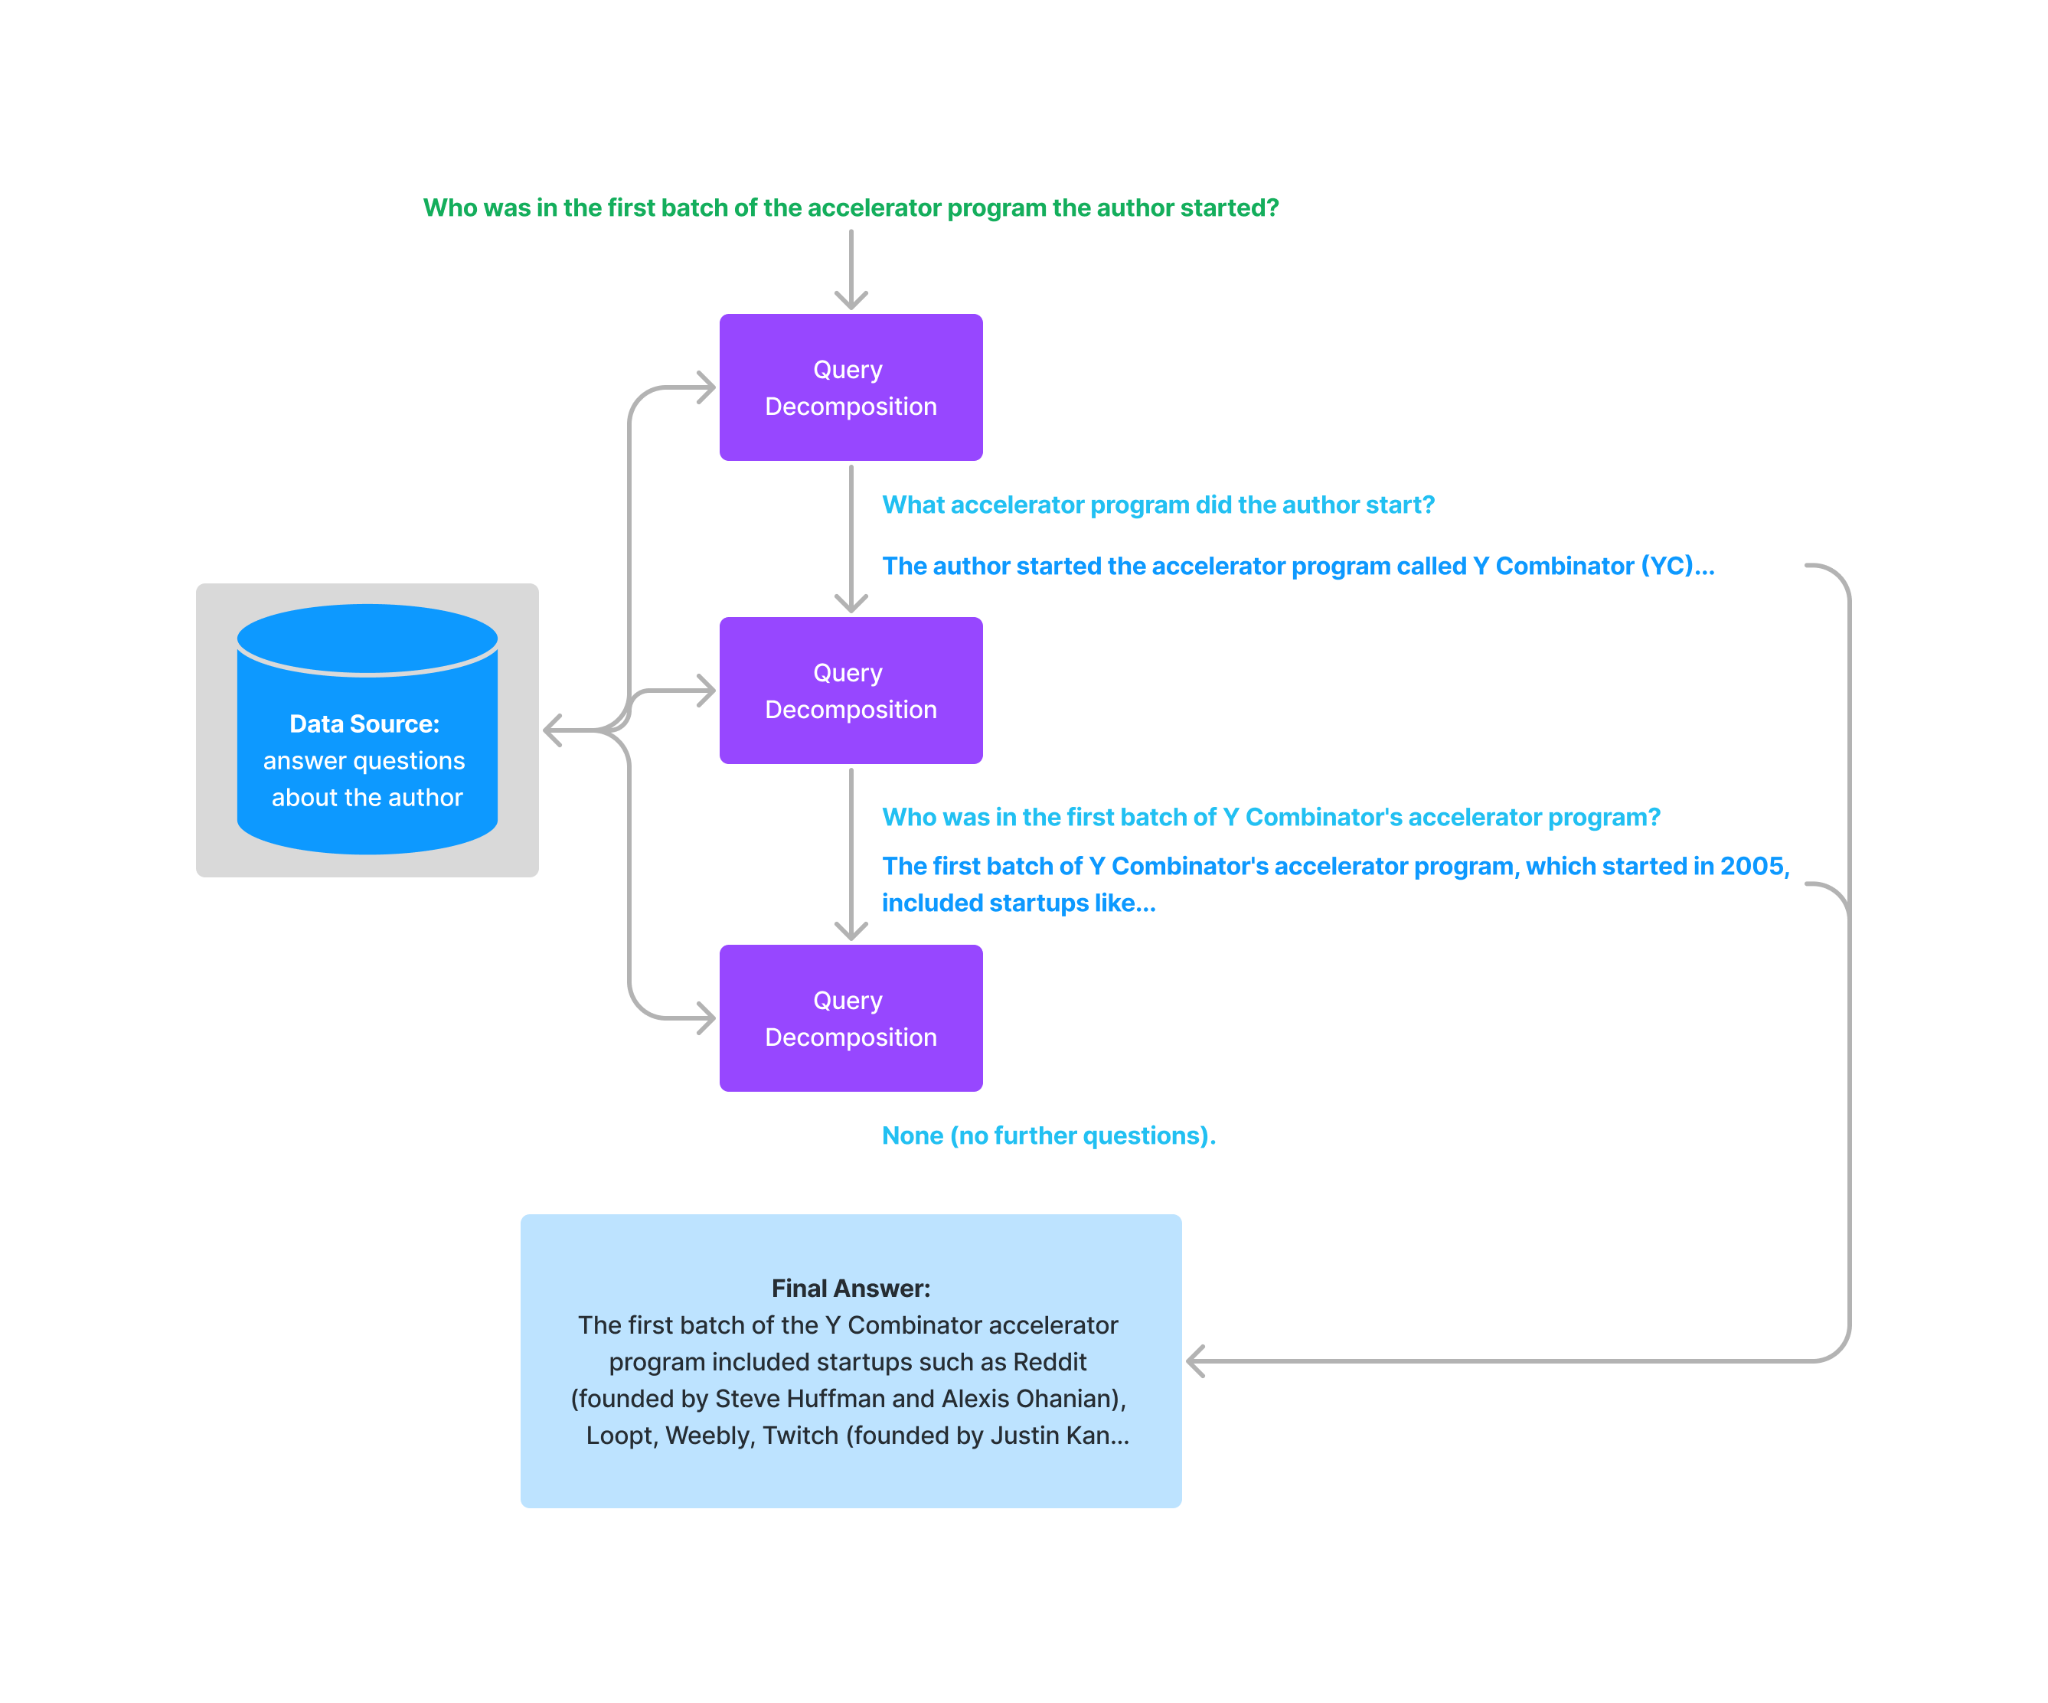 Who was in the first batch of the accelerator program the author started?
Query
Decomposition
What accelerator program did the author start?
The author started the accelerator program called Y Combinator (YC)...
Query
Decomposition
Data Source:
answer questions
about the author
Who was in the first batch of Y Combinator's accelerator program?
The first batch of Y Combinator's accelerator program, which started in 2005,
included startups like...
Query
Decomposition
None (no further questions).
Final Answer:
The first batch of the Y Combinator accelerator
program included startups such as Reddit
(founded by Steve Huffman and Alexis Ohanian),
Loopt, Weebly, Twitch (founded by Justin Kan...